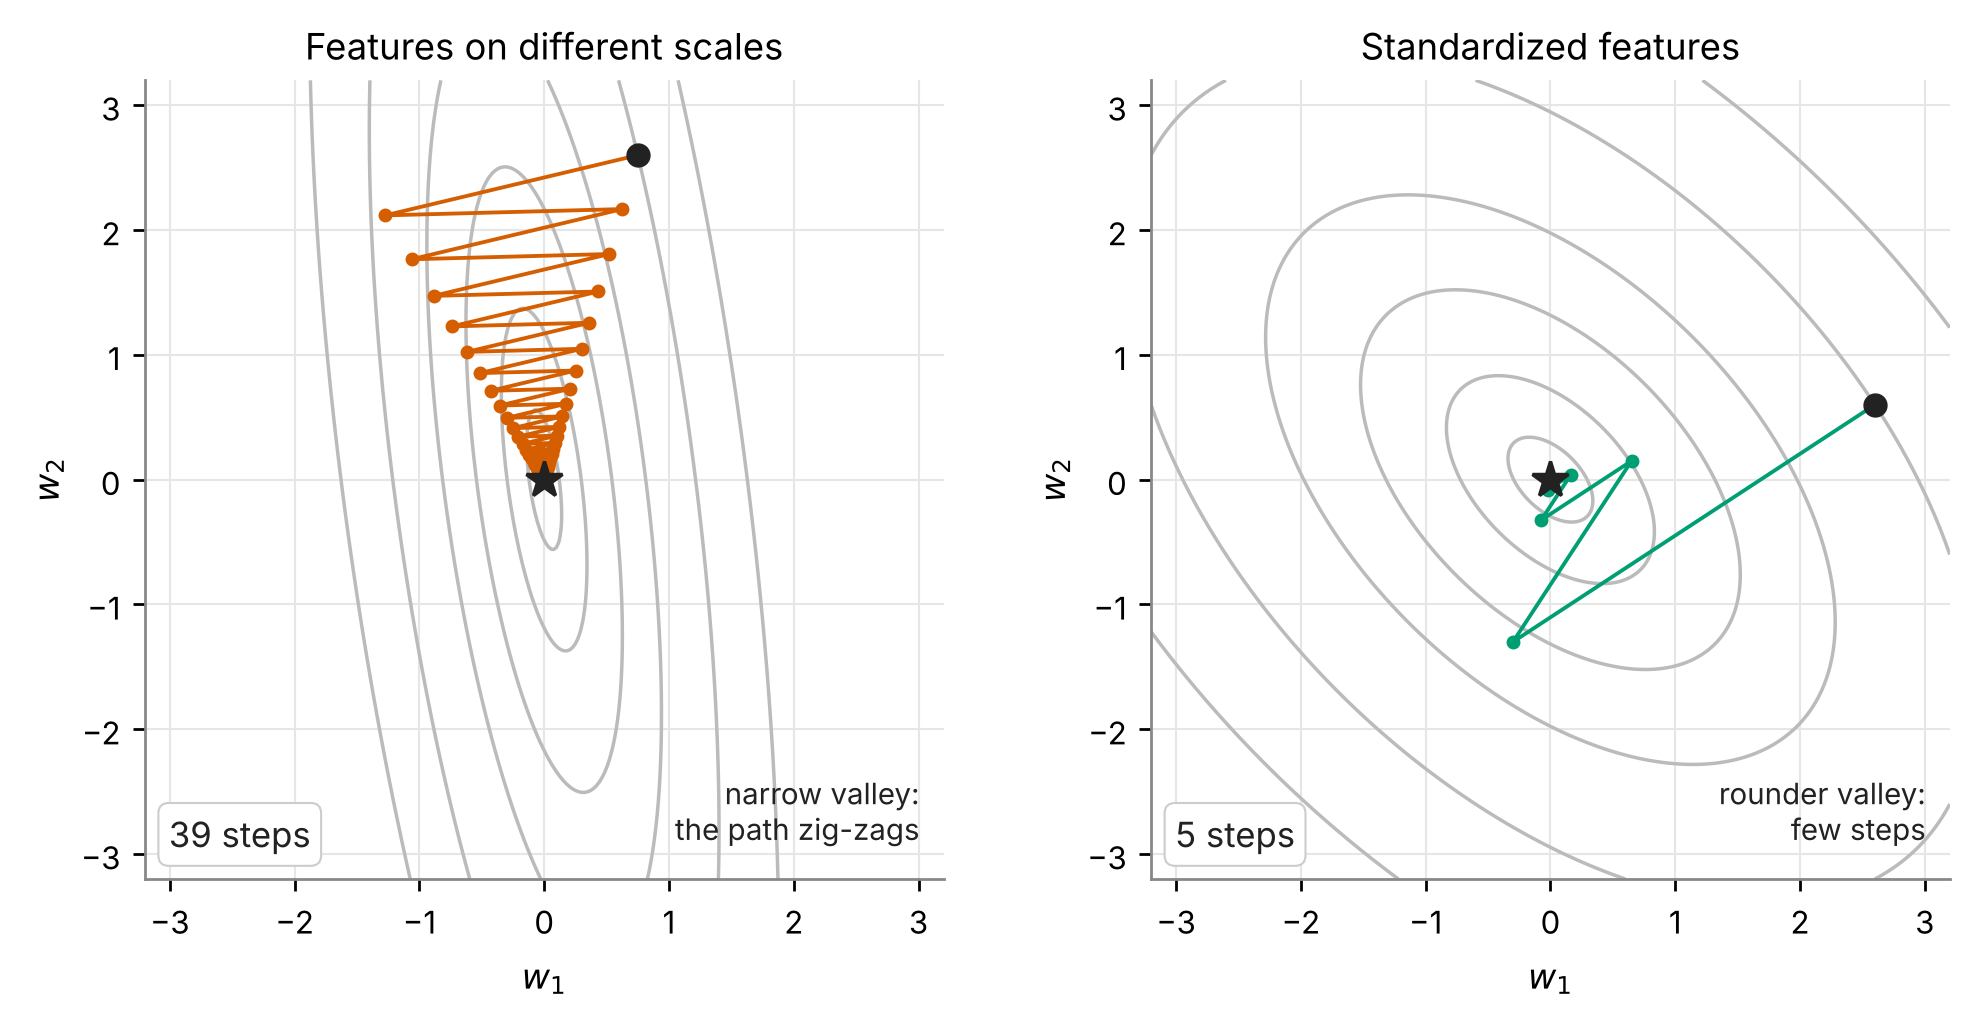 Features on different scales
3
2
1
0
−1
−2
−3
w2
narrow valley:
the path zig-zags
39 steps
−3 −2 −1 0 1 2 3
w1
Standardized features
3
2
1
0
−1
−2
−3
w2
rounder valley:
few steps
5 steps
−3 −2 −1 0 1 2 3
w1